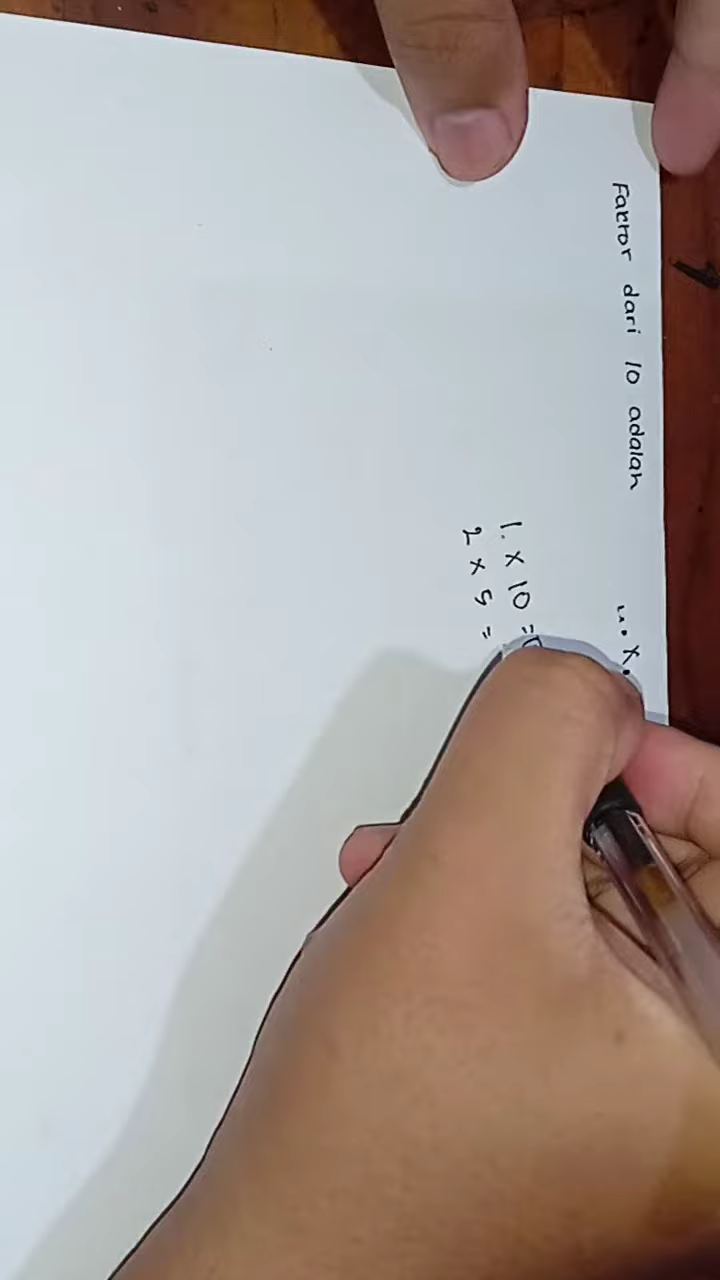 Faktor dari 10 adalah
... x.
1. x 10 =
2 x 5 =